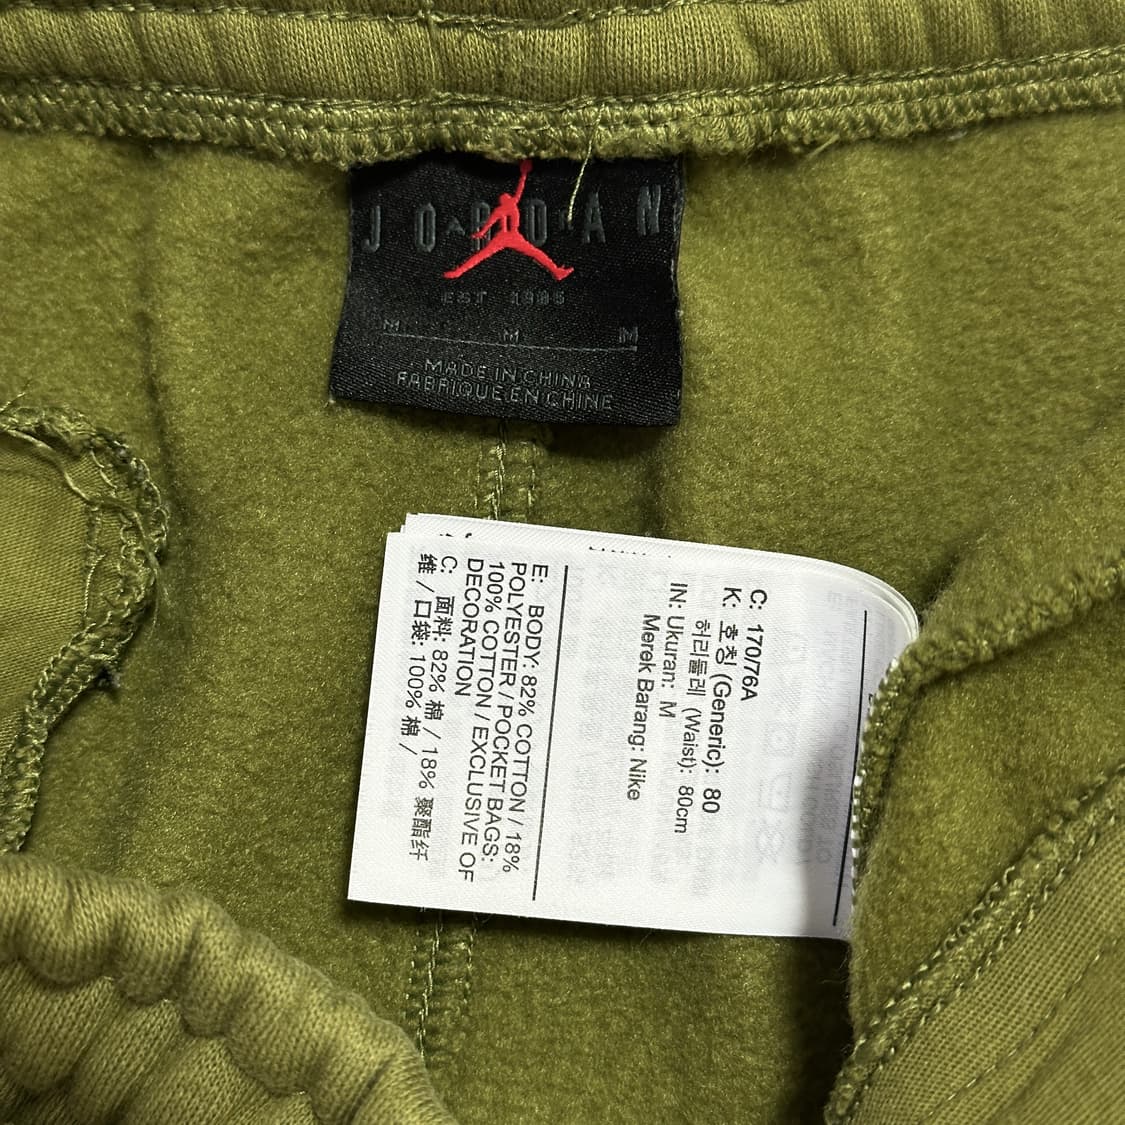 JORDAN
EST 1985
M M M
MADE IN CHINA
FABRIQUE EN CHINE
C: 170/76A
K: 호칭 (Generic): 80
허리둘레 (Waist): 80cm
IN: Ukuran: M
Merek Barang: Nike
E: BODY: 82% COTTON / 18%
POLYESTER / POCKET BAGS:
100% COTTON / EXCLUSIVE OF
DECORATION
C: 面料: 82% 棉 / 18% 聚酯纤
维 / 口袋: 100% 棉 /